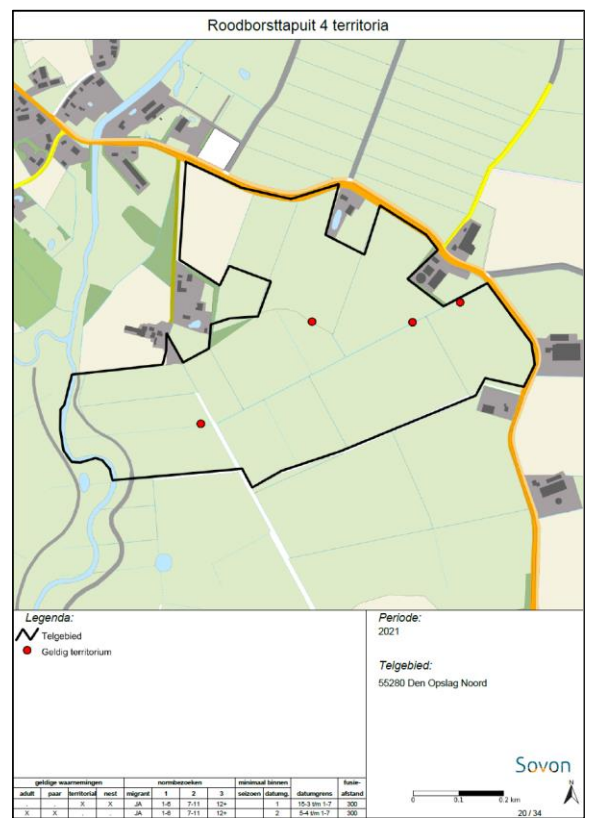 Roodborsttapuit 4 territoria
Legenda:
Telgebied
Geldig territorium
Periode:
2021
Telgebied:
55280 Den Opslag Noord
Sovon
N
0 0.1 0.2 km
20 / 34
geldige waarnemingen normbezoeken minimaal binnen fusie-
adult paar territorial nest migrant 1 2 3 seizoen datumg. datumgrens afstand
. . X X JA 1-6 7-11 12+ 1 15-3 t/m 1-7 300
X X . . JA 1-6 7-11 12+ 2 5-4 t/m 1-7 300